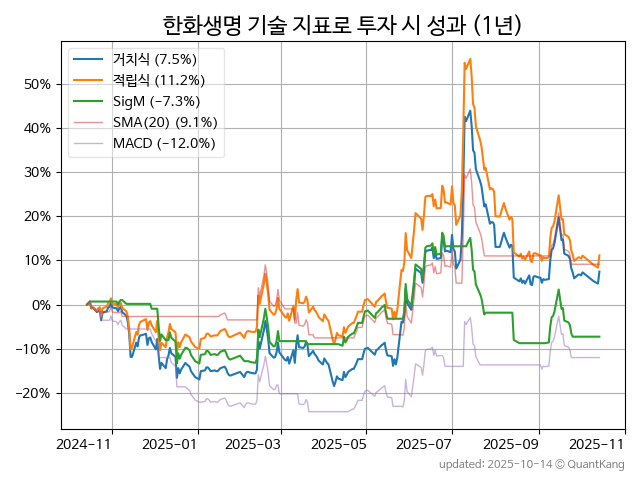 한화생명 기술 지표로 투자 시 성과 (1년)
거치식 (7.5%)
적립식 (11.2%)
SigM (−7.3%)
SMA(20) (9.1%)
MACD (−12.0%)
50%
40%
30%
20%
10%
0%
−10%
−20%
2024-11 2025-01 2025-03 2025-05 2025-07 2025-09 2025-11
updated: 2025-10-14 © QuantKang